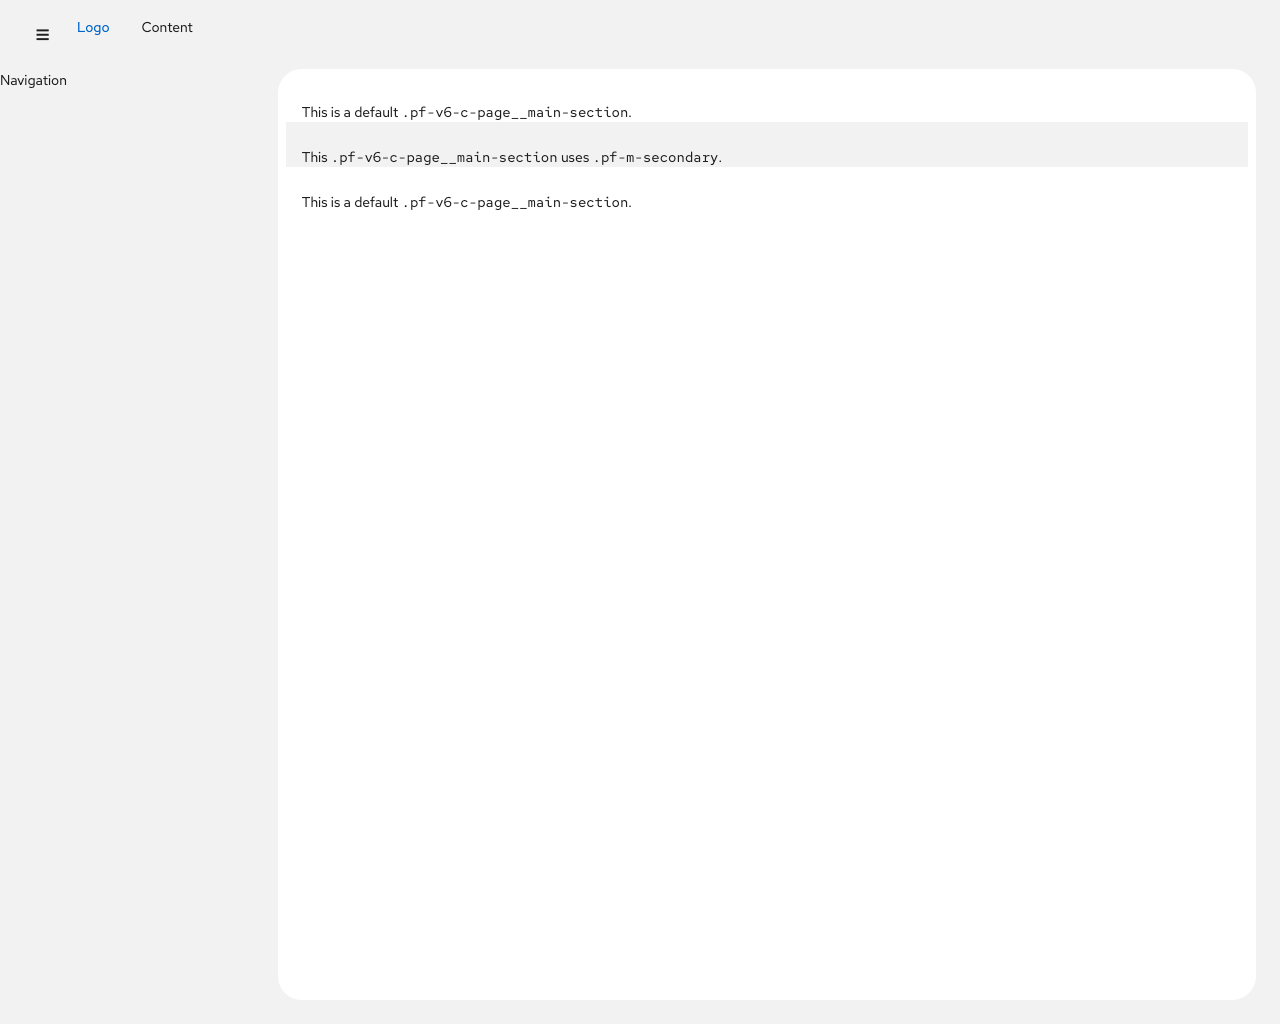 Logo
Content
Navigation
This is a default .pf-v6-c-page__main-section.
This .pf-v6-c-page__main-section uses .pf-m-secondary.
This is a default .pf-v6-c-page__main-section.